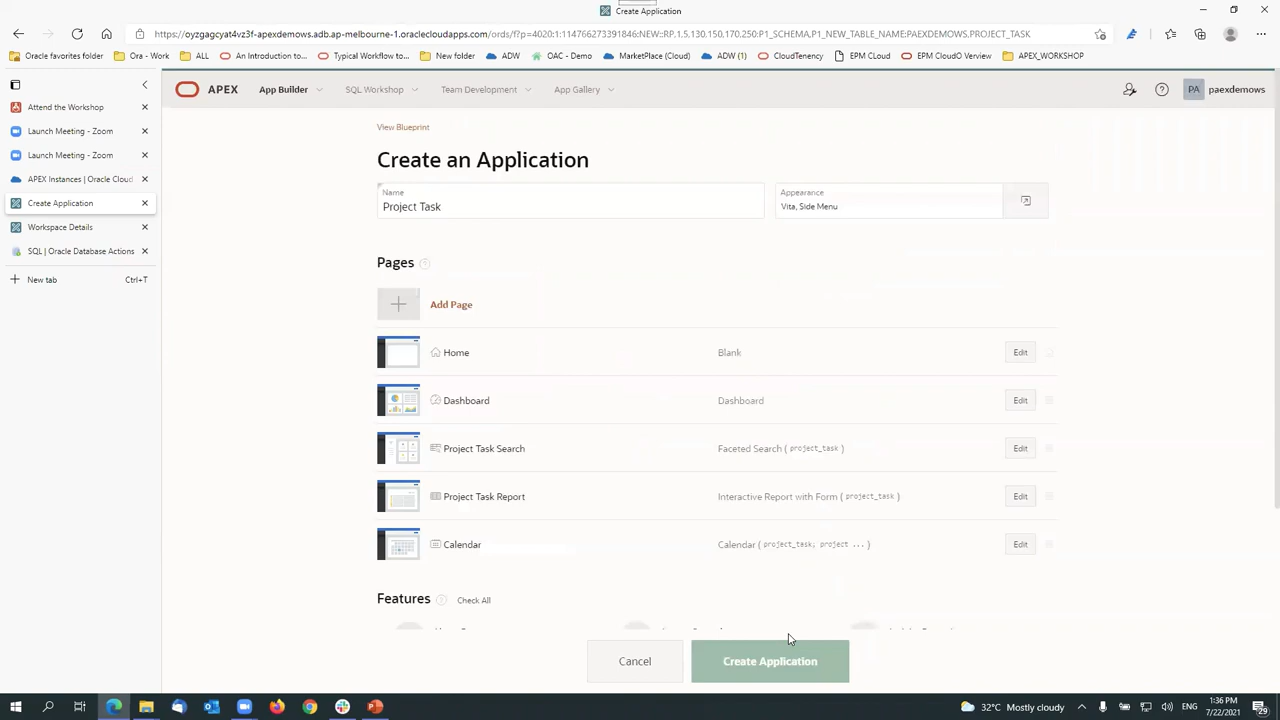 Create Application
https://oyzgagcyat4vz3f-apexdemows.adb.ap-melbourne-1.oraclecloudapps.com/ords/f?p=4020:1:114766273391846:NEW::RP,1,5,130,150,170,250:P1_SCHEMA,P1_NEW_TABLE_NAME:PAEXDEMOWS,PROJECT_TASK
Oracle favorites folder
Ora - Work
ALL
An Introduction to...
Typical Workflow to...
New folder
ADW
OAC - Demo
MarketPlace (Cloud)
ADW (1)
CloudTenency
EPM Cloud
EPM CloudO Verview
APEX_WORKSHOP
Attend the Workshop
Launch Meeting - Zoom
Launch Meeting - Zoom
APEX Instances | Oracle Cloud
Create Application
Workspace Details
SQL | Oracle Database Actions
New tab
Ctrl+T
APEX
App Builder
SQL Workshop
Team Development
App Gallery
PA
paexdemows
View Blueprint
Create an Application
Name
Project Task
Appearance
Vita, Side Menu
Pages
Add Page
Home
Blank
Edit
Dashboard
Dashboard
Edit
Project Task Search
Faceted Search ( project_task )
Edit
Project Task Report
Interactive Report with Form ( project_task )
Edit
Calendar
Calendar ( project_task; project ... )
Edit
Features
Check All
Cancel
Create Application
32°C Mostly cloudy
1:36 PM
7/22/2021
29